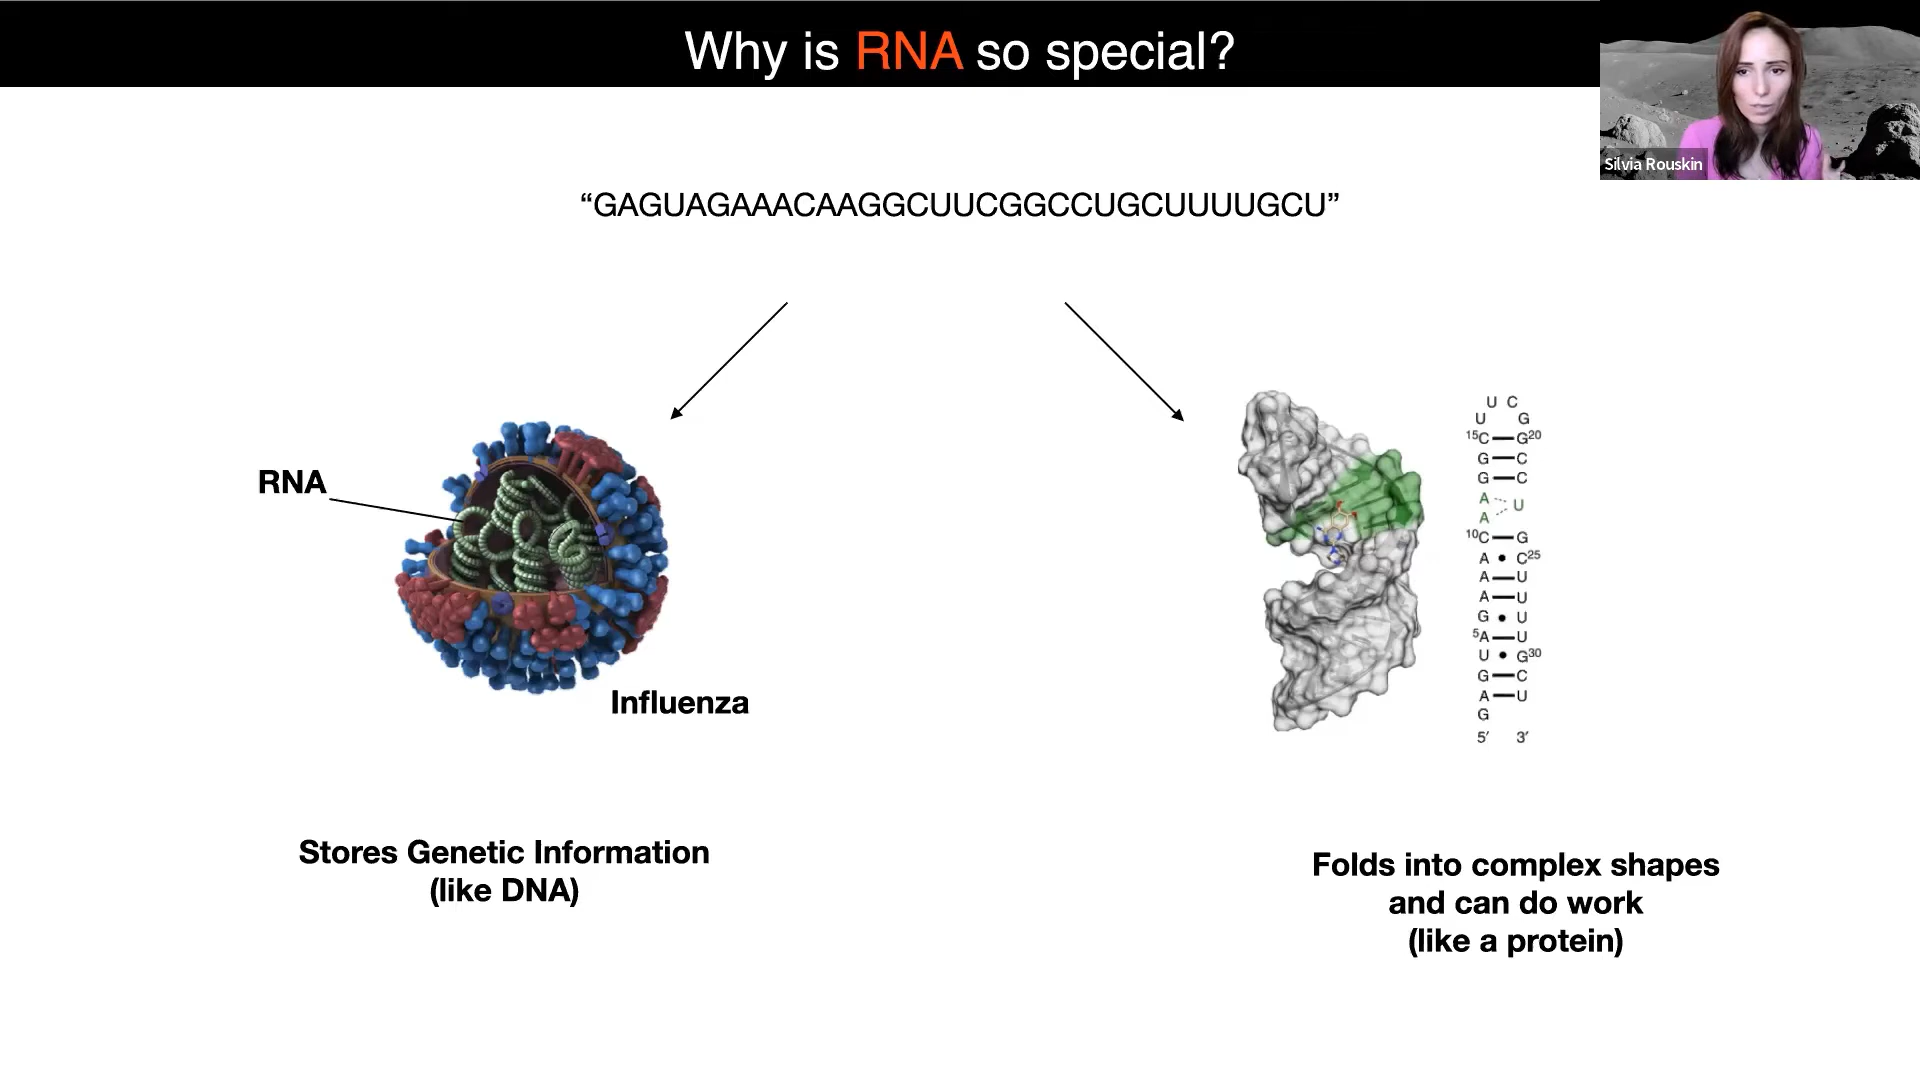 Why is RNA so special?
Silvia Rouskin
“GAGUAGAAACAAGGCUUCGGCCUGCUUUUGCU”
RNA
Influenza
U C
U G
15C G20
G C
G C
A
U
A
10C G
A • C25
A U
A U
G • U
5A U
U • G30
G C
A U
G
5′ 3′
Stores Genetic Information
(like DNA)
Folds into complex shapes
and can do work
(like a protein)